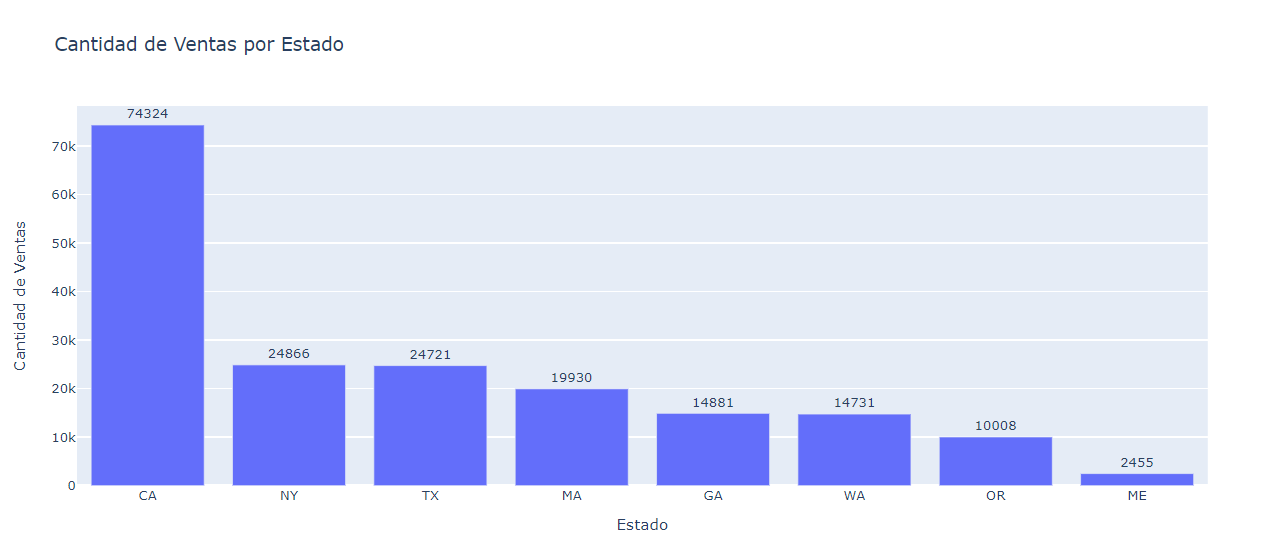 Cantidad de Ventas por Estado
Cantidad de Ventas
70k
60k
50k
40k
30k
20k
10k
0
74324
24866
24721
19930
14881
14731
10008
2455
CA NY TX MA GA WA OR ME
Estado